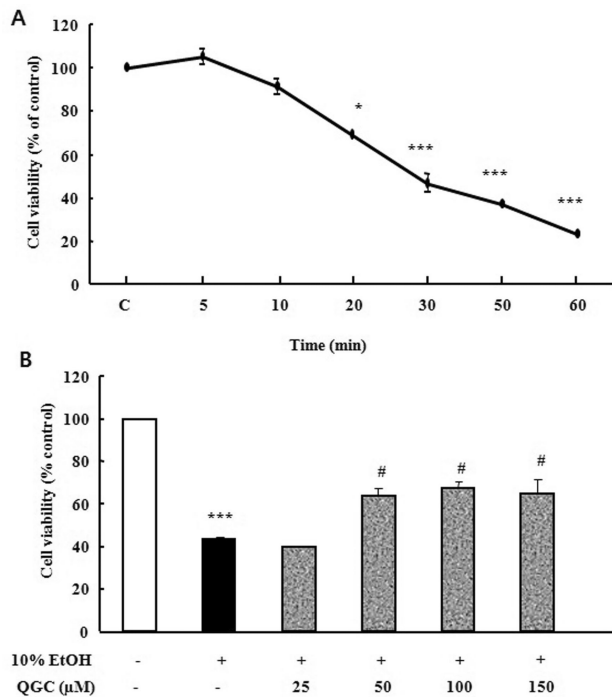 A
Cell viability (% of control)
120
100
80
60
40
20
0
*
***
***
***
C 5 10 20 30 50 60
Time (min)
B
Cell viability (% control)
120
100
80
60
40
20
0
***
#
#
#
10% EtOH - + + + + +
QGC (μM) - - 25 50 100 150